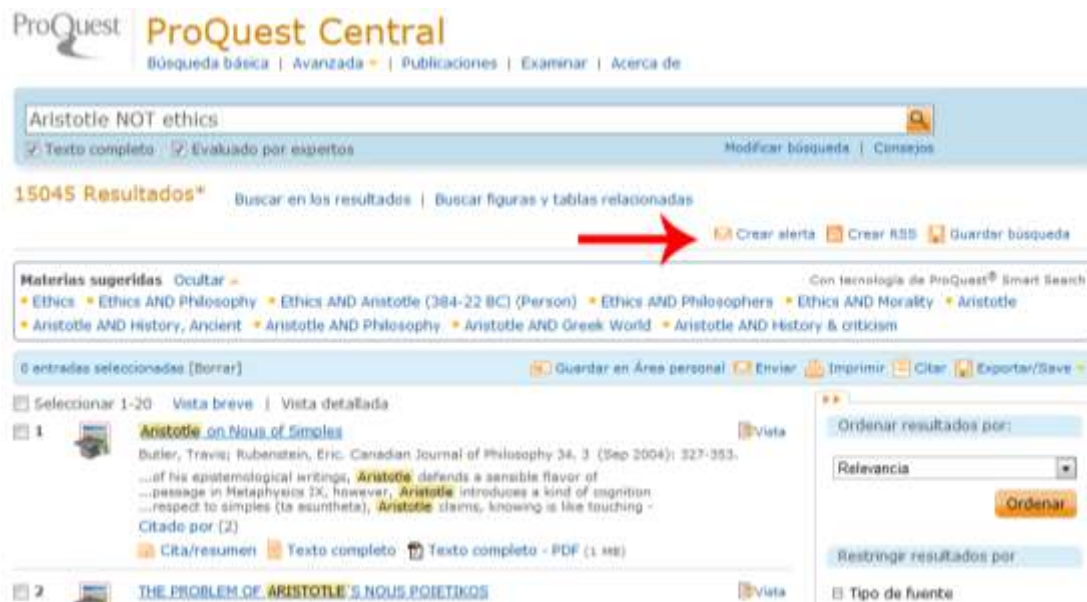 ProQuest
ProQuest Central
Búsqueda básica | Avanzada | Publicaciones | Examinar | Acerca de
Aristotle NOT ethics
Texto completo Evaluado por expertos
Modificar búsqueda | Consejos
15045 Resultados* Buscar en los resultados | Buscar figuras y tablas relacionadas
Crear alerta Crear RSS Guardar búsqueda
Materias sugeridas Ocultar Con tecnología de ProQuest® Smart Search
Ethics Ethics AND Philosophy Ethics AND Aristotle (384-22 BC) (Person) Ethics AND Philosophers Ethics AND Morality Aristotle
Aristotle AND History, Ancient Aristotle AND Philosophy Aristotle AND Greek World Aristotle AND History & criticism
0 entradas seleccionadas [Borrar] Guardar en Área personal Enviar Imprimir Citar Exportar/Save
Seleccionar 1-20 Vista breve | Vista detallada
1 Aristotle on Nous of Simples Vista
Butler, Travis; Rubenstein, Eric. Canadian Journal of Philosophy 34. 3 (Sep 2004): 327-353.
...of his epistemological writings, Aristotle defends a sensible flavor of
...passage in Metaphysics IX, however, Aristotle introduces a kind of cognition
...respect to simples (ta asuntheta), Aristotle claims, knowing is like touching -
Citado por (2)
Cita/resumen Texto completo Texto completo - PDF (1 MB)
2 THE PROBLEM OF ARISTOTLE'S NOUS POIETIKOS Vista
Ordenar resultados por:
Relevancia
Ordenar
Restringir resultados por
Tipo de fuente